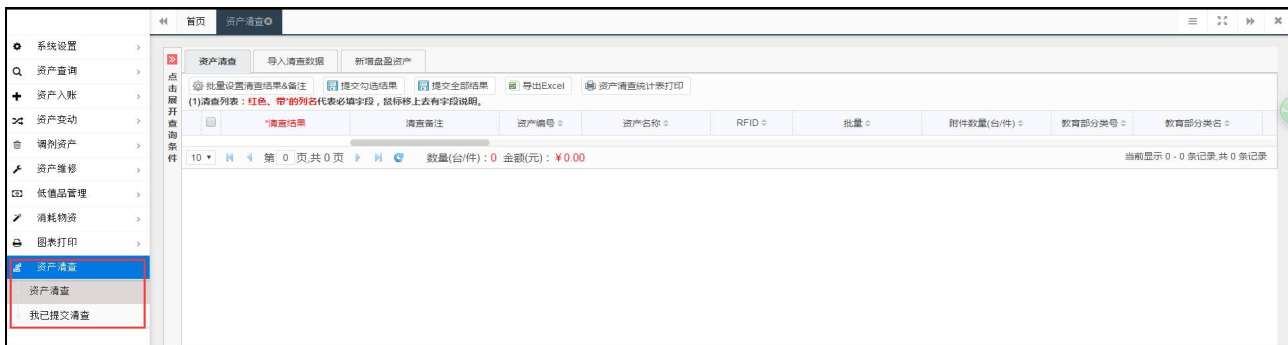 首页 资产清查
系统设置
资产查询
资产入账
资产变动
调剂资产
资产维修
低值品管理
消耗物资
图表打印
资产清查
资产清查
我已提交清查
点击展开查询条件
资产清查 导入清查数据 新增盘盈资产
批量设置清查结果&备注 提交勾选结果 提交全部结果 导出Excel 资产清查统计表打印
(1)清查列表：红色、带*的列名代表必填字段，鼠标移上去有字段说明。
*清查结果 清查备注 资产编号 资产名称 RFID 批量 附件数量(台/件) 教育部分类号 教育部分类名
10 第 0 页,共 0 页 数量(台/件)：0 金额(元)：￥0.00 当前显示 0 - 0 条记录,共 0 条记录